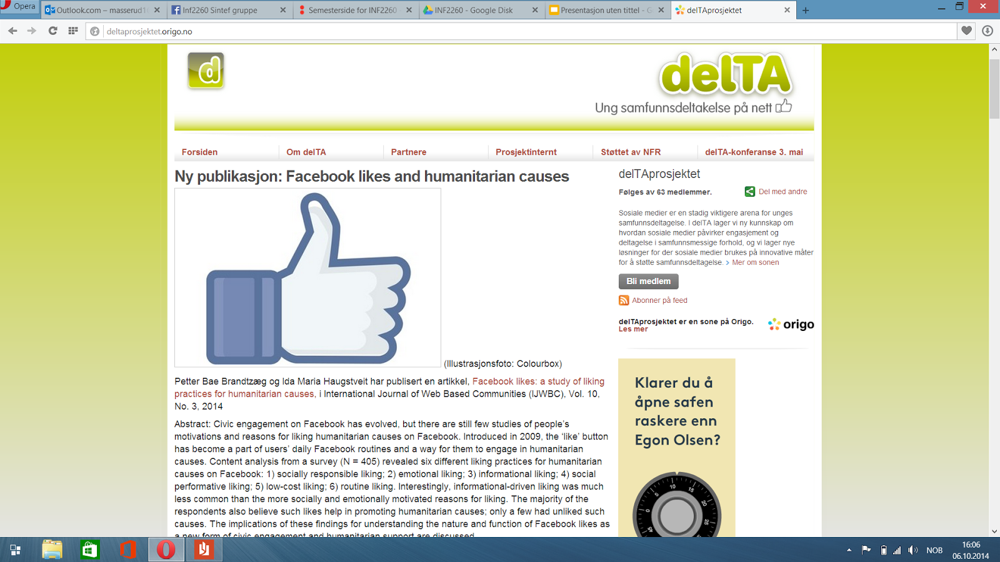 Opera
Outlook.com – masserud1
Inf2260 Sintef gruppe
Semesterside for INF2260
INF2260 - Google Disk
Presentasjon uten tittel - G
delTAprosjektet
deltaprosjektet.origo.no
d
delTA
Ung samfunnsdeltakelse på nett
Forsiden
Om delTA
Partnere
Prosjektinternt
Støttet av NFR
delTA-konferanse 3. mai
Ny publikasjon: Facebook likes and humanitarian causes
(Illustrasjonsfoto: Colourbox)
Petter Bae Brandtzæg og Ida Maria Haugstveit har publisert en artikkel, Facebook likes: a study of liking
practices for humanitarian causes, i International Journal of Web Based Communities (IJWBC), Vol. 10,
No. 3, 2014
Abstract: Civic engagement on Facebook has evolved, but there are still few studies of people’s
motivations and reasons for liking humanitarian causes on Facebook. Introduced in 2009, the ‘like’ button
has become a part of users’ daily Facebook routines and a way for them to engage in humanitarian
causes. Content analysis from a survey (N = 405) revealed six different liking practices for humanitarian
causes on Facebook: 1) socially responsible liking; 2) emotional liking; 3) informational liking; 4) social
performative liking; 5) low-cost liking; 6) routine liking. Interestingly, informational-driven liking was much
less common than the more socially and emotionally motivated reasons for liking. The majority of the
respondents also believe such likes help in promoting humanitarian causes; only a few had unliked such
causes. The implications of these findings for understanding the nature and function of Facebook likes as
a new form of civic engagement and humanitarian support are discussed.
delTAprosjektet
Følges av 63 medlemmer.
Del med andre
Sosiale medier er en stadig viktigere arena for unges
samfunnsdeltagelse. I delTA lager vi ny kunnskap om
hvordan sosiale medier påvirker engasjement og
deltagelse i samfunnsmessige forhold, og vi lager nye
løsninger for der sosiale medier brukes på innovative måter
for å støtte samfunnsdeltagelse. Mer om sonen
Bli medlem
Abonner på feed
delTAprosjektet er en sone på Origo.
Les mer
origo
Klarer du å
åpne safen
raskere enn
Egon Olsen?
0 5 10 15 20 25
NOB
16:06
06.10.2014